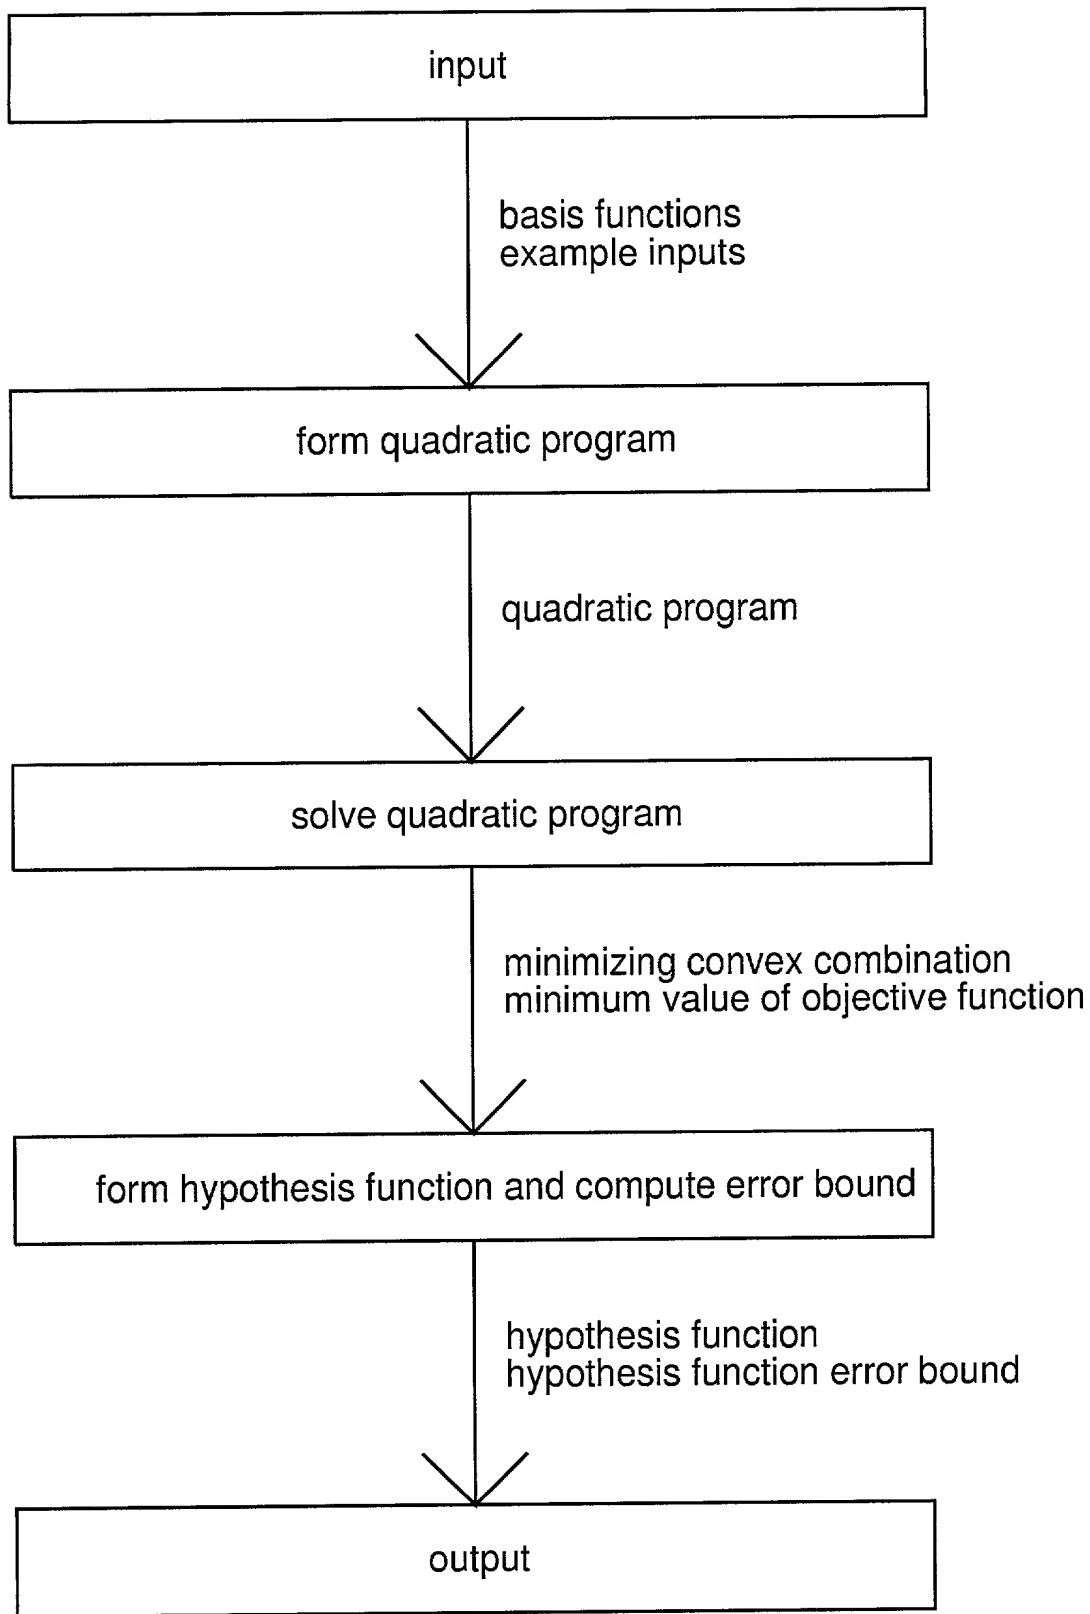 input
basis functions
example inputs
form quadratic program
quadratic program
solve quadratic program
minimizing convex combination
minimum value of objective function
form hypothesis function and compute error bound
hypothesis function
hypothesis function error bound
output